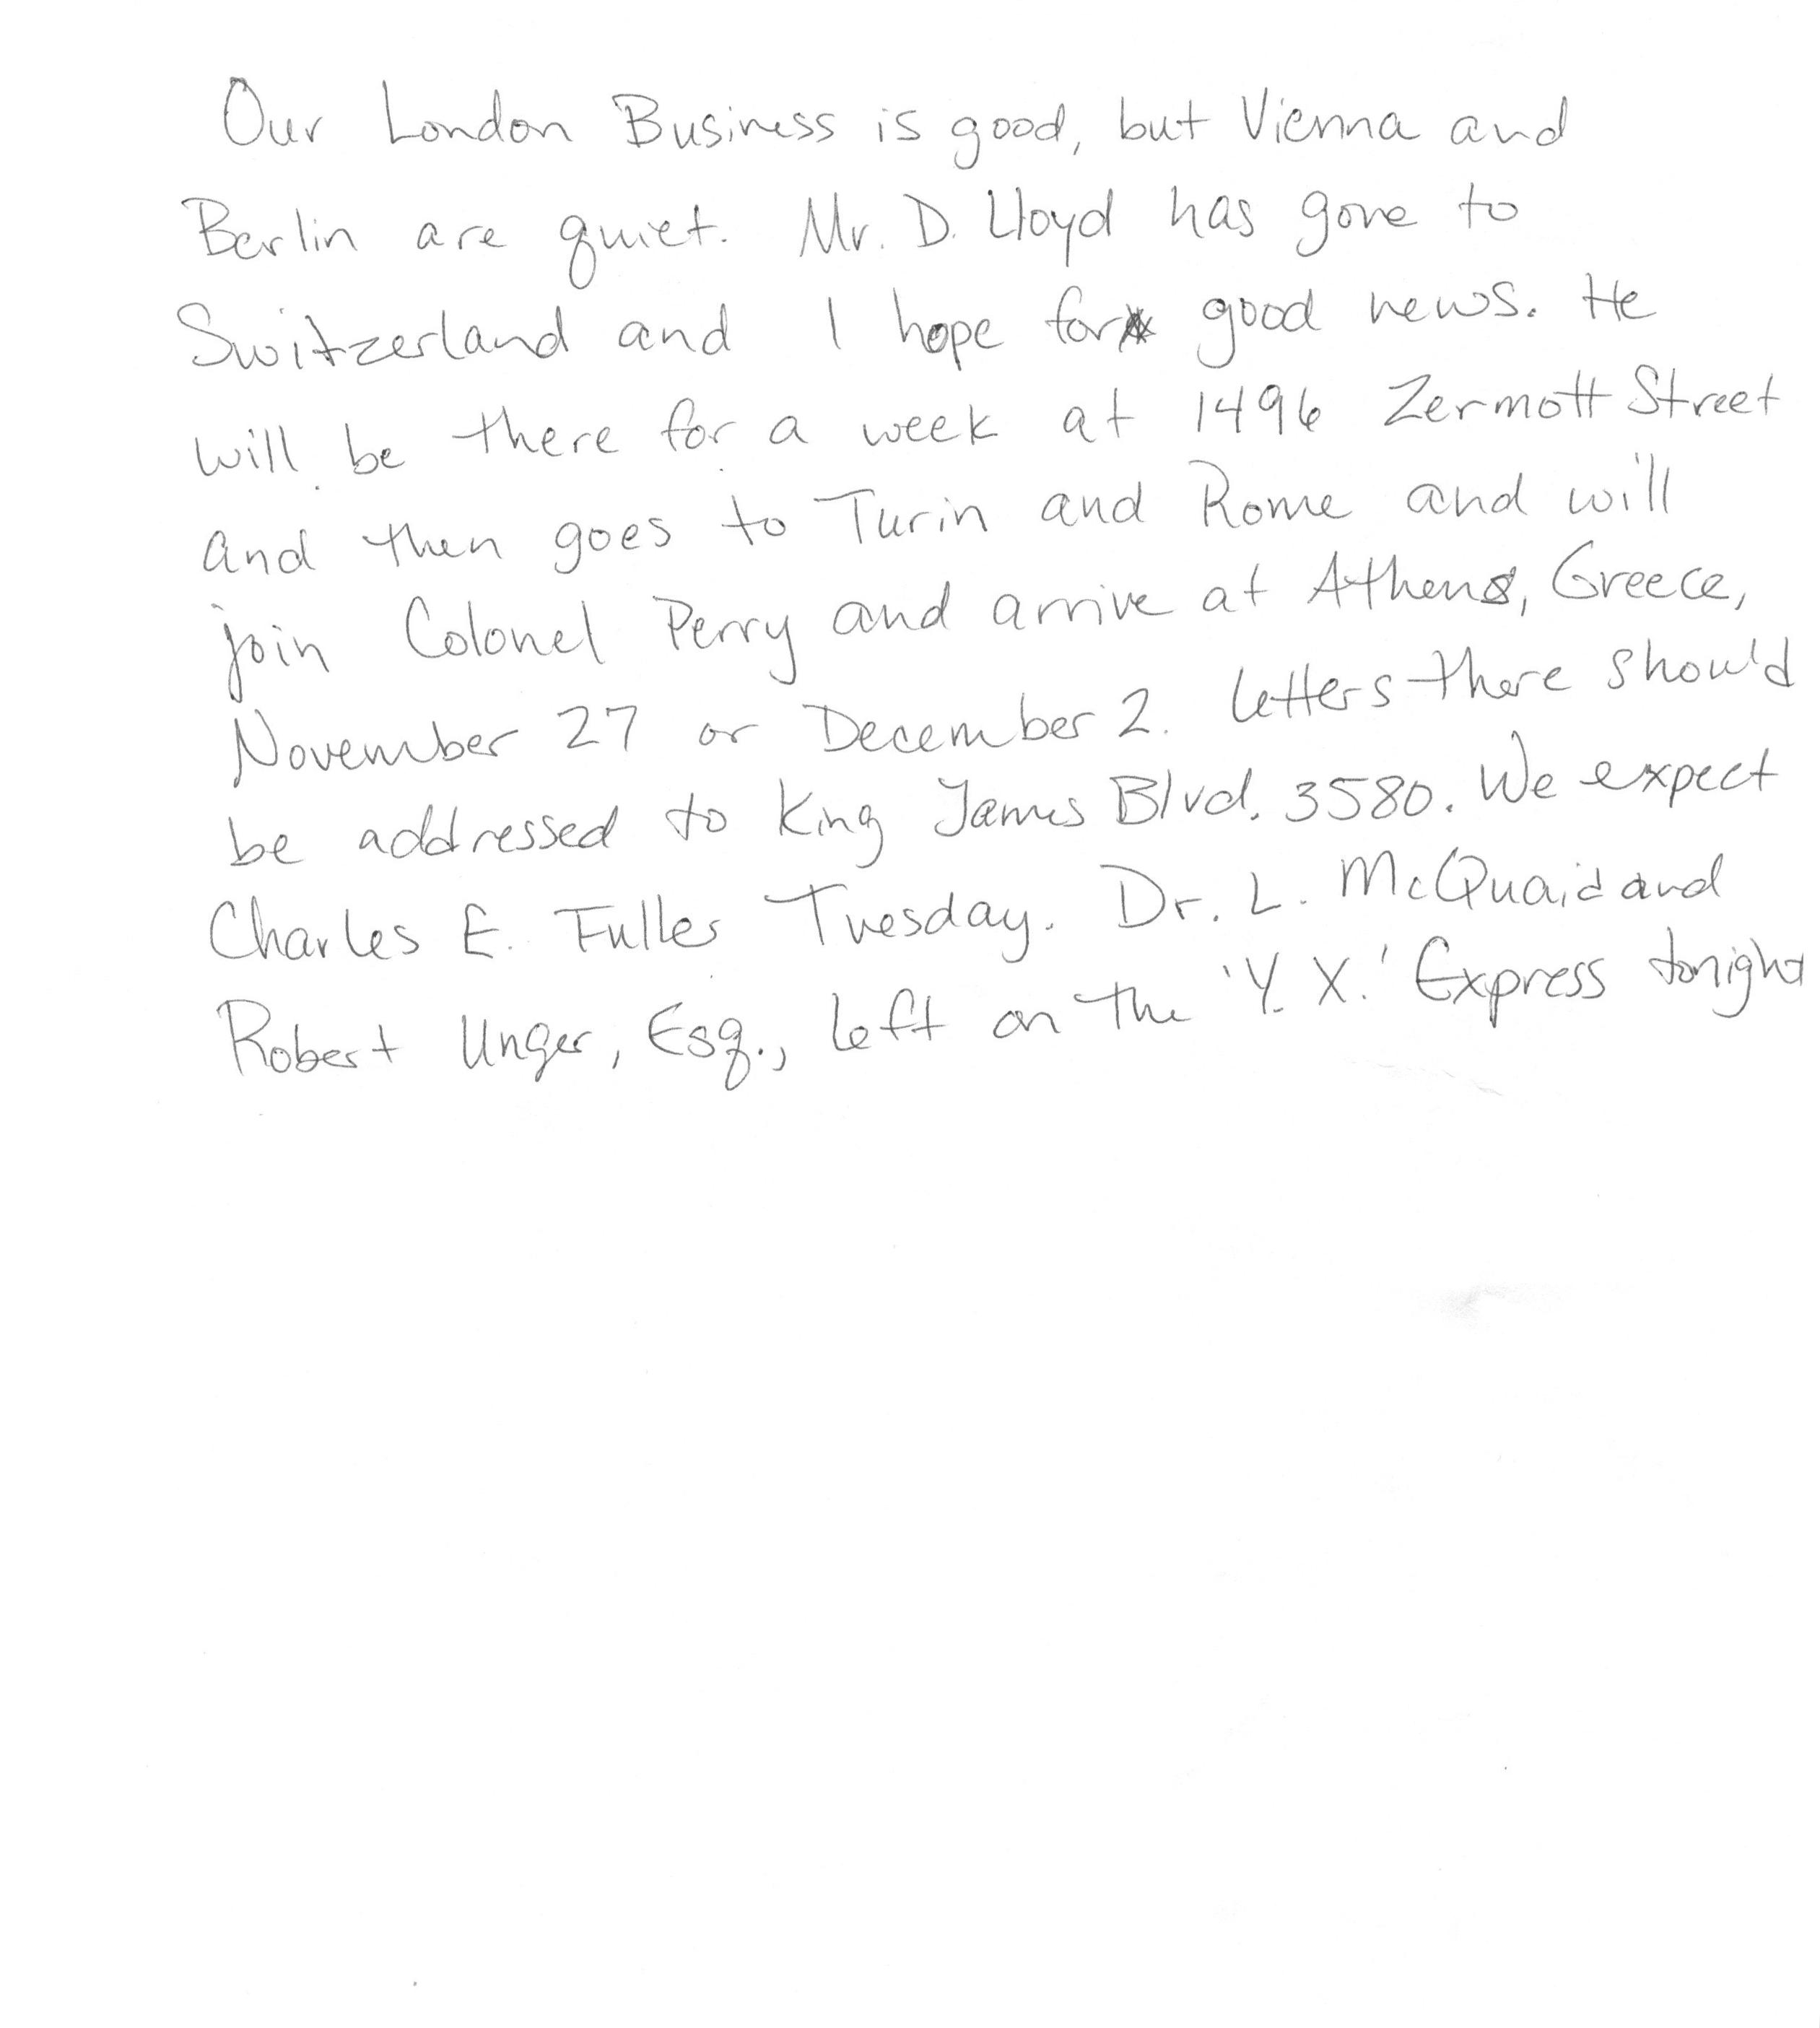 Our London Business is good, but Vienna and
Berlin are quiet. Mr. D. Lloyd has gone to
Switzerland and I hope for good news. He
will be there for a week at 1496 Zermott Street
and then goes to Turin and Rome and will
join Colonel Perry and arrive at Athens, Greece,
November 27 or December 2. Letters there should
be addressed to King James Blvd. 3580. We expect
Charles E. Fuller Tuesday. Dr. L. McQuaid and
Robert Unger, Esq., left on the 'Y. X.' Express tonight